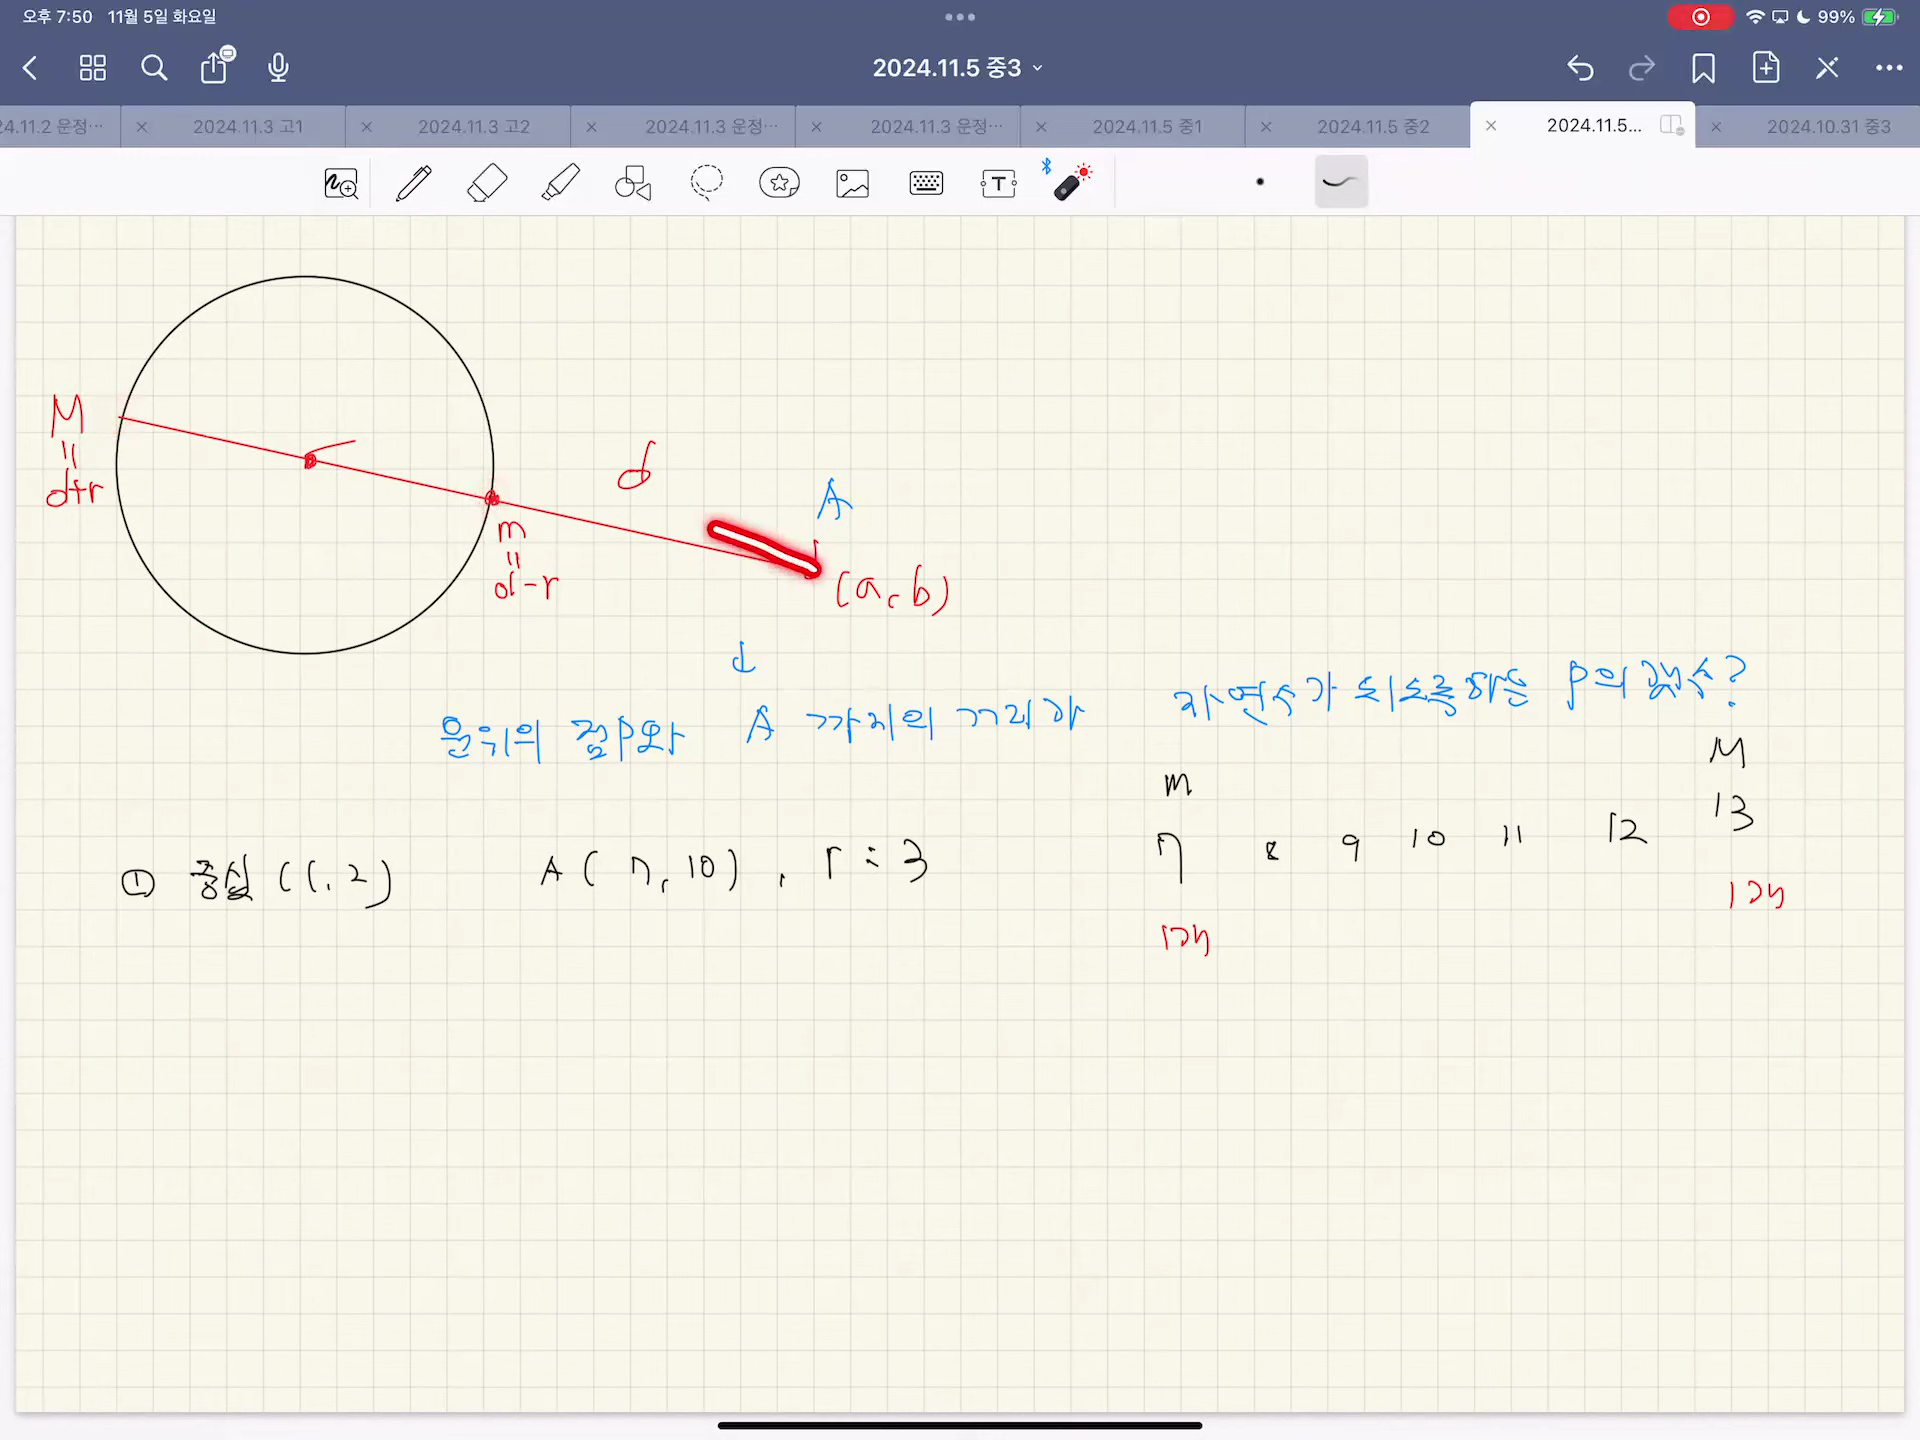 오후 7:50 11월 5일 화요일
99%
2024.11.5 중3
24.11.2 운정… 2024.11.3 고1 2024.11.3 고2 2024.11.3 운정… 2024.11.3 운정… 2024.11.5 중1 2024.11.5 중2 2024.11.5... 2024.10.31 중3
M
=
d+r
d
A
m
=
d-r
(a, b)
↓
원위의 점P와 A 까지의 거리가 자연수가 되도록하는 P의 갯수?
m M
7 8 9 10 11 12 13
① 중심 (1, 2) A ( 7, 10 ) , r : 3
1개 1개